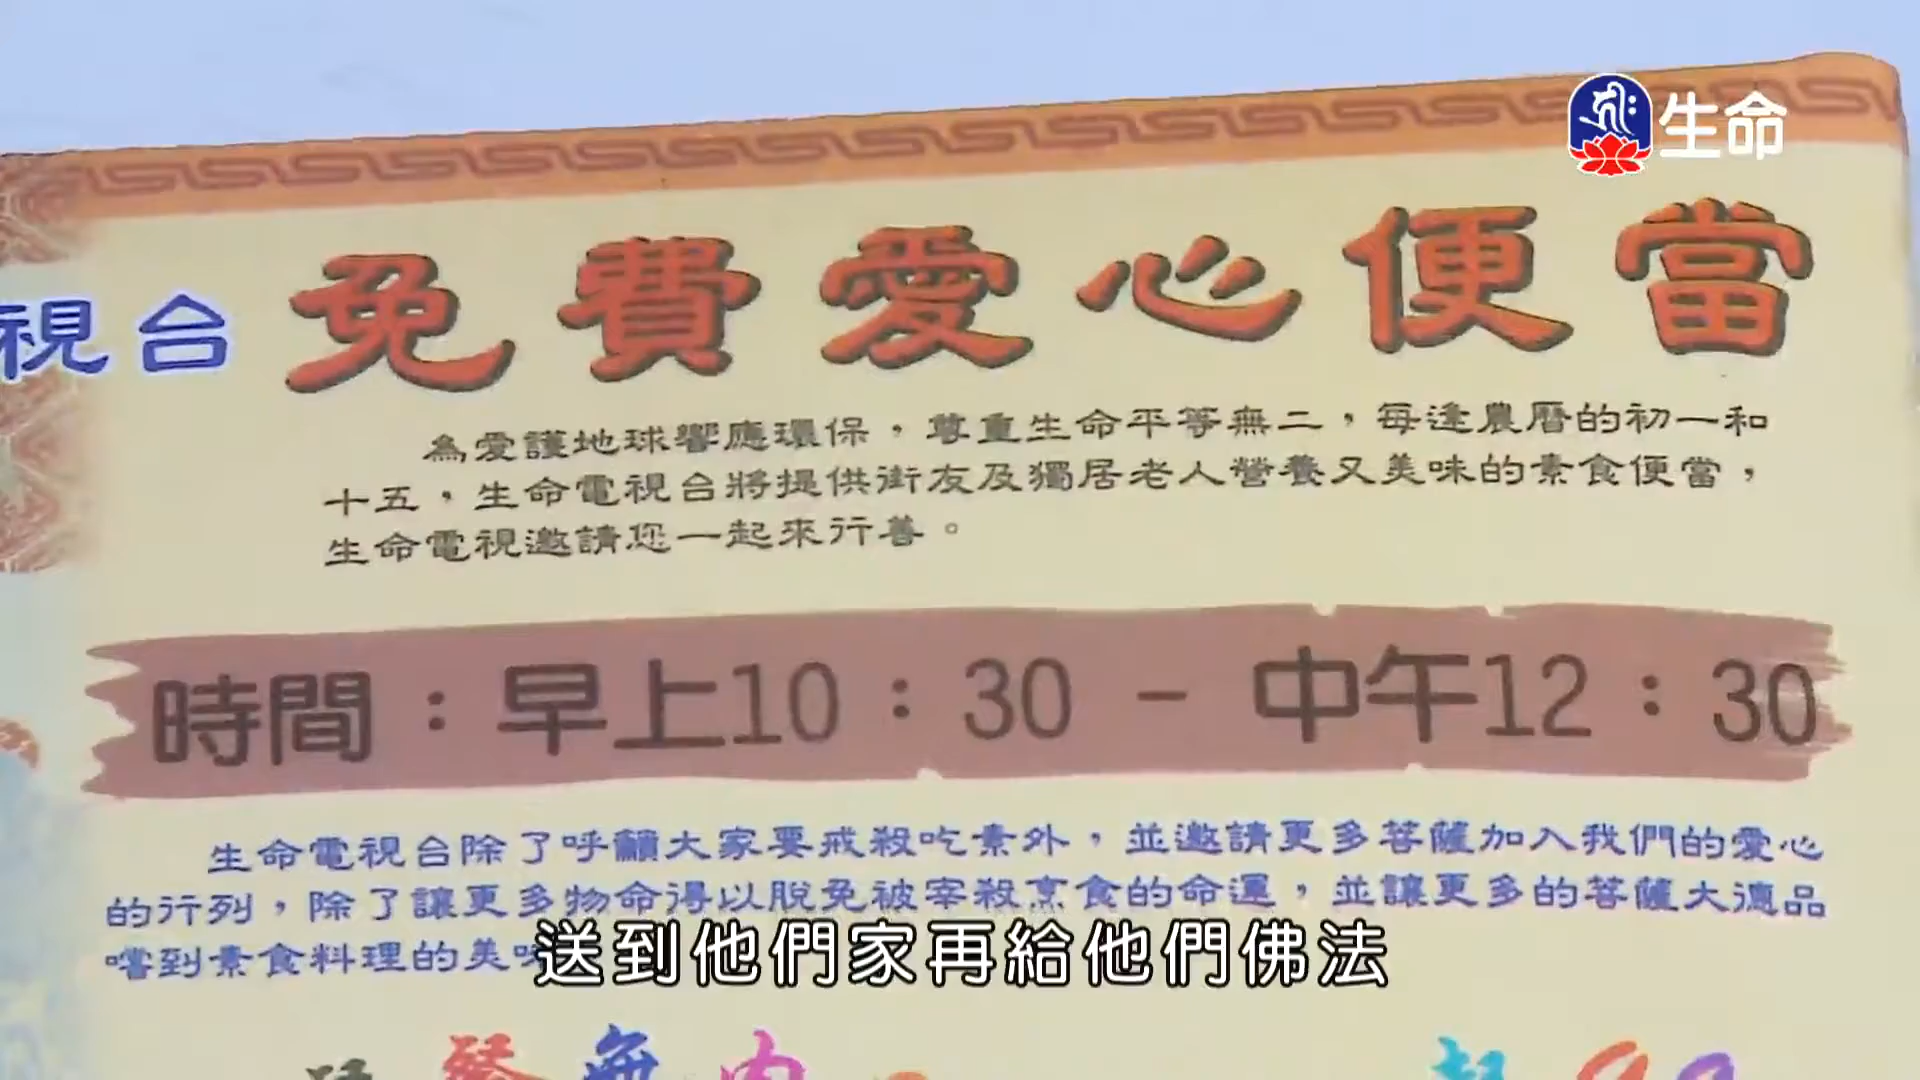 生命
視台 免費愛心便當
為愛護地球響應環保，尊重生命平等無二，每逢農曆的初一和
十五，生命電視台將提供街友及獨居老人營養又美味的素食便當，
生命電視邀請您一起來行善。
時間：早上10：30 - 中午12：30
生命電視台除了呼籲大家要戒殺吃素外，並邀請更多菩薩加入我們的愛心
的行列，除了讓更多物命得以脫免被宰殺烹食的命運，並讓更多的菩薩大德品
嚐到素食料理的美味
送到他們家再給他們佛法